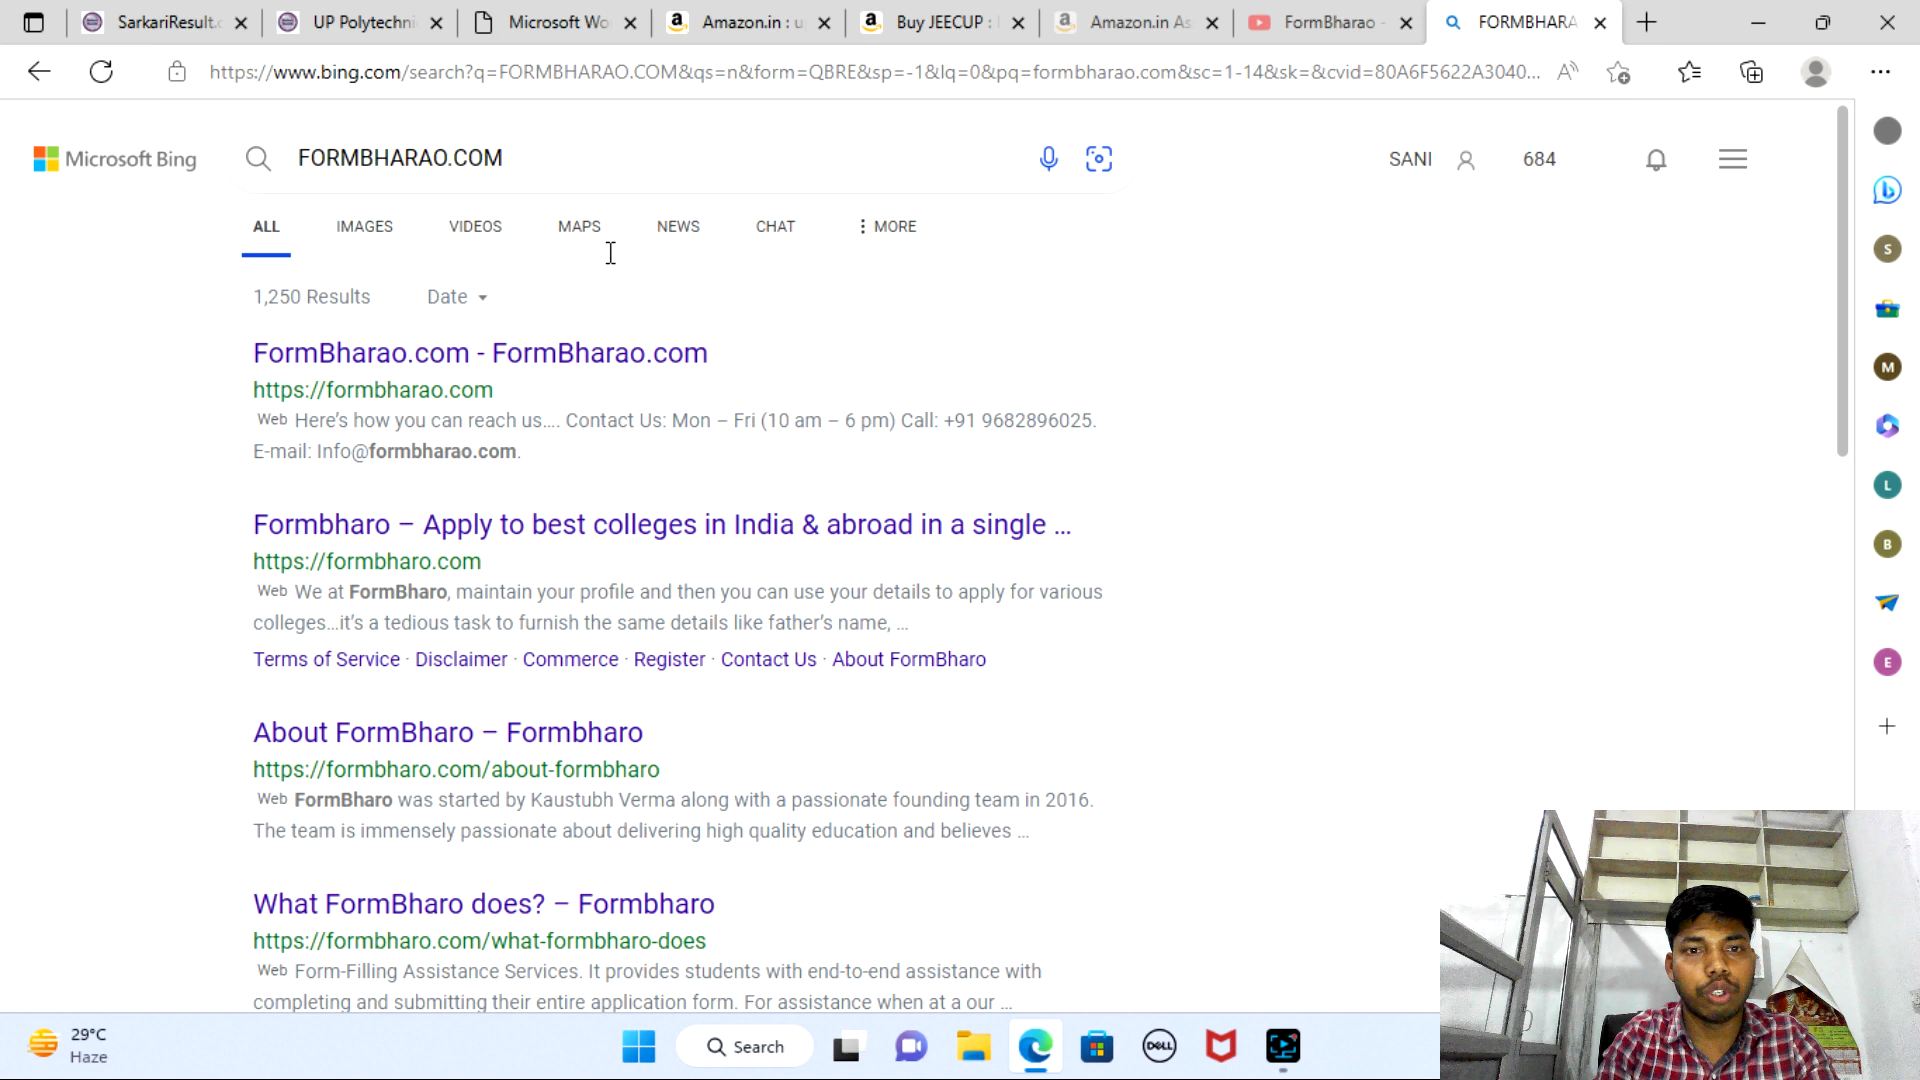 SarkariResult.c
UP Polytechni
Microsoft Wo
Amazon.in : u
Buy JEECUP :
Amazon.in As
FormBharao -
FORMBHARA
https://www.bing.com/search?q=FORMBHARAO.COM&qs=n&form=QBRE&sp=-1&lq=0&pq=formbharao.com&sc=1-14&sk=&cvid=80A6F5622A3040...
Microsoft Bing
FORMBHARAO.COM
SANI
684
ALL IMAGES VIDEOS MAPS NEWS CHAT MORE
1,250 Results Date
FormBharao.com - FormBharao.com
https://formbharao.com
Web Here's how you can reach us.... Contact Us: Mon – Fri (10 am – 6 pm) Call: +91 9682896025.
E-mail: Info@formbharao.com.
Formbharo – Apply to best colleges in India & abroad in a single ...
https://formbharo.com
Web We at FormBharo, maintain your profile and then you can use your details to apply for various
colleges...it's a tedious task to furnish the same details like father's name, ...
Terms of Service · Disclaimer · Commerce · Register · Contact Us · About FormBharo
About FormBharo – Formbharo
https://formbharo.com/about-formbharo
Web FormBharo was started by Kaustubh Verma along with a passionate founding team in 2016.
The team is immensely passionate about delivering high quality education and believes ...
What FormBharo does? – Formbharo
https://formbharo.com/what-formbharo-does
Web Form-Filling Assistance Services. It provides students with end-to-end assistance with
completing and submitting their entire application form. For assistance when at a our ...
S
M
L
B
E
29°C
Haze
Search
DELL